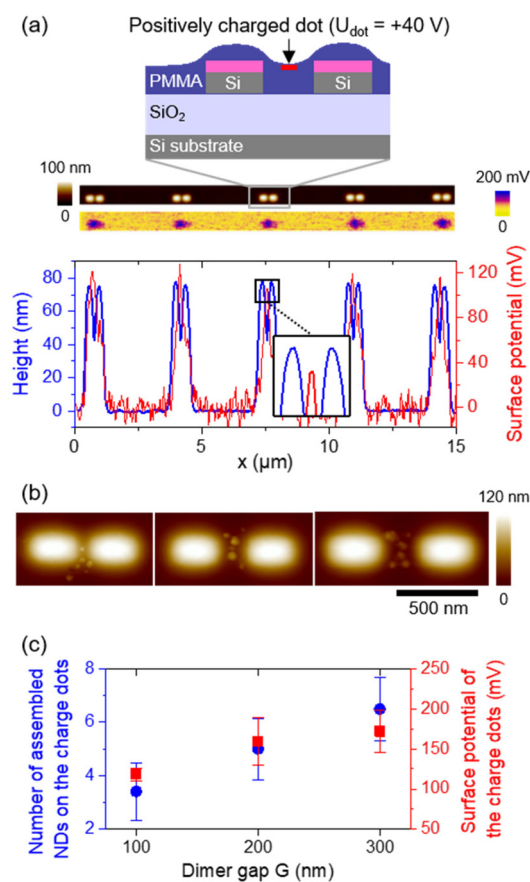 (a)
Positively charged dot (U_dot = +40 V)
PMMA
Si
Si
SiO₂
Si substrate
100 nm
0
200 mV
0
Height (nm)
80
60
40
20
0
Surface potential (mV)
120
80
40
0
0
5
10
15
x (µm)
(b)
120 nm
0
500 nm
(c)
Number of assembled
NDs on the charge dots
8
6
4
2
Surface potential of
the charge dots (mV)
250
200
150
100
50
100
200
300
Dimer gap G (nm)